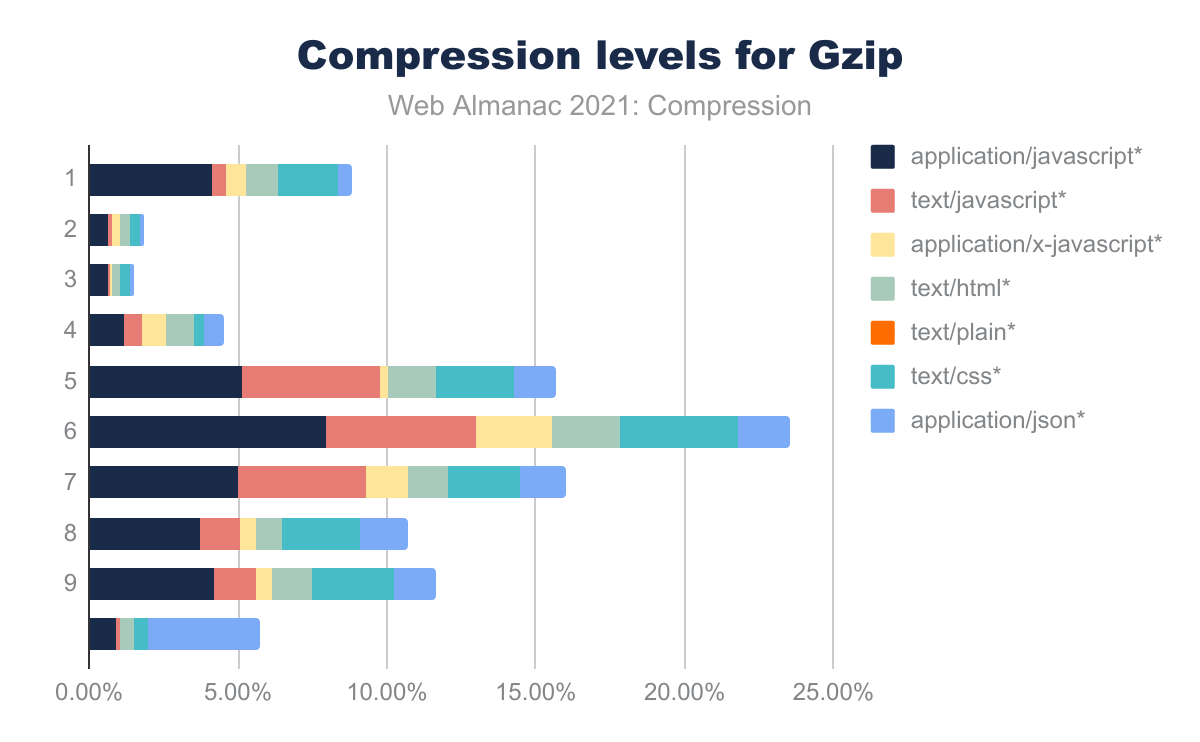 Compression levels for Gzip
Web Almanac 2021: Compression
application/javascript*
text/javascript*
application/x-javascript*
text/html*
text/plain*
text/css*
application/json*
1
2
3
4
5
6
7
8
9
0.00% 5.00% 10.00% 15.00% 20.00% 25.00%